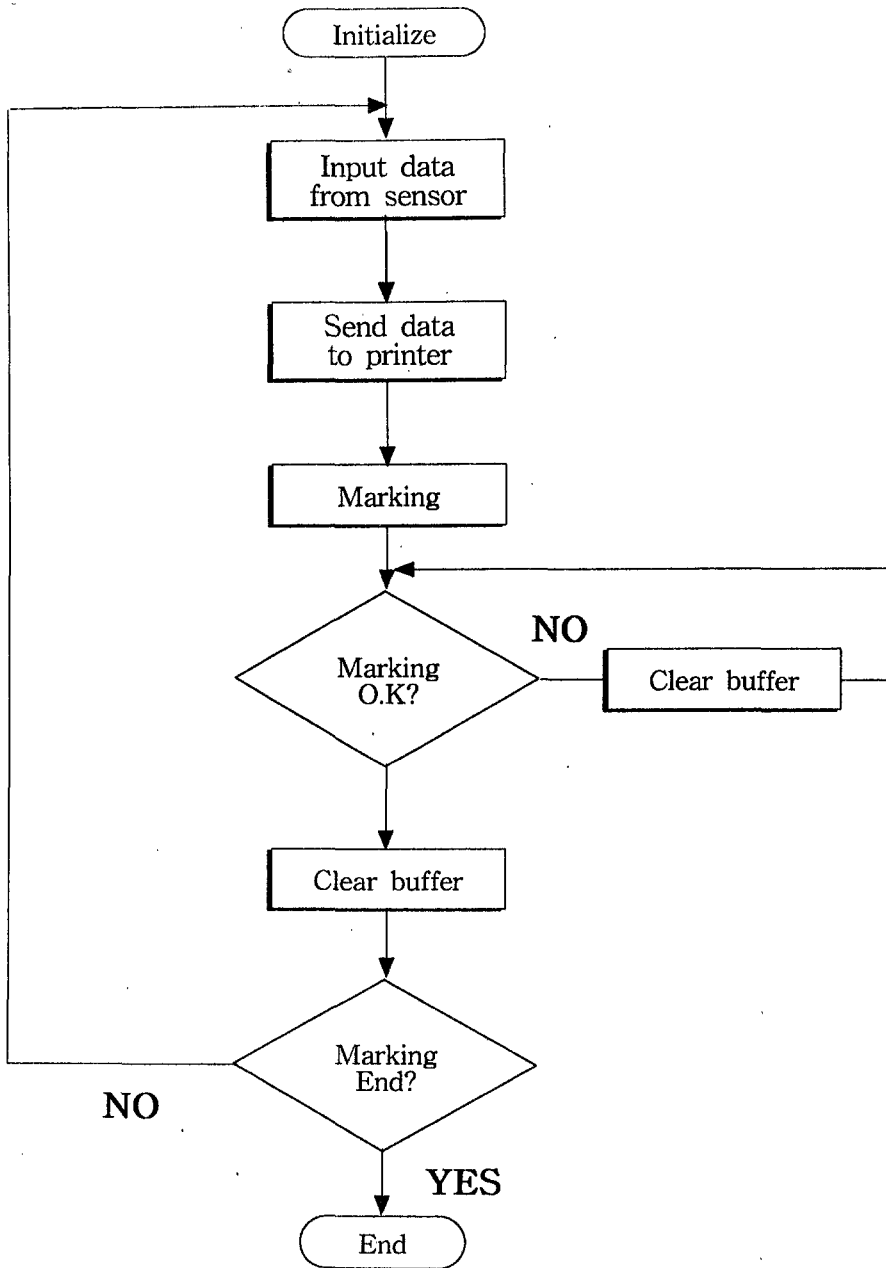 Initialize
Input data
from sensor
Send data
to printer
Marking
NO
Marking
O.K?
Clear buffer
Clear buffer
Marking
End?
NO
YES
End